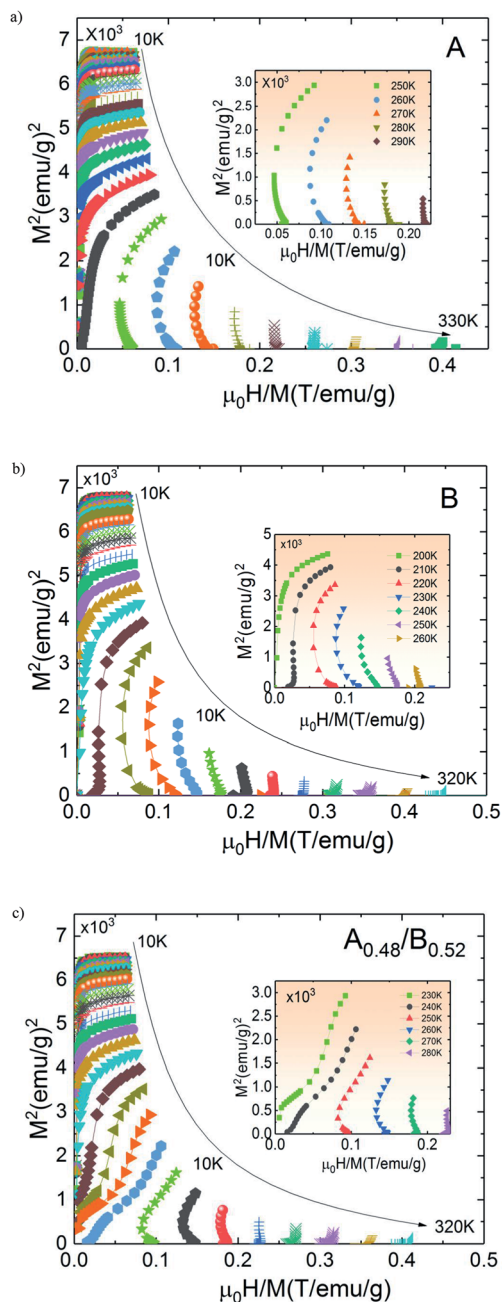 a)
X10³
10K
A
7
6
5
4
3
2
1
0
M²(emu/g)²
X10³
3.0
2.5
2.0
1.5
1.0
0.5
0.0
M²(emu/g)²
250K
260K
270K
280K
290K
0.05 0.10 0.15 0.20
μ₀H/M(T/emu/g)
10K
330K
0.0 0.1 0.2 0.3 0.4
μ₀H/M(T/emu/g)
b)
x10³
10K
B
7
6
5
4
3
2
1
0
M²(emu/g)²
x10³
5
4
3
2
1
0
M²(emu/g)²
200K
210K
220K
230K
240K
250K
260K
0.0 0.1 0.2
μ₀H/M(T/emu/g)
10K
320K
0.0 0.1 0.2 0.3 0.4 0.5
μ₀H/M(T/emu/g)
c)
x10³
10K
A₀.₄₈/B₀.₅₂
7
6
5
4
3
2
1
0
M²(emu/g)²
x10³
3.0
2.5
2.0
1.5
1.0
0.5
0.0
M²(emu/g)²
230K
240K
250K
260K
270K
280K
0.0 0.1 0.2
μ₀H/M(T/emu/g)
10K
320K
0.0 0.1 0.2 0.3 0.4 0.5
μ₀H/M(T/emu/g)